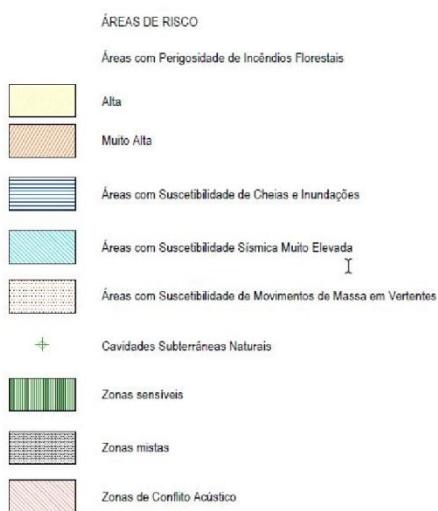 ÁREAS DE RISCO
Áreas com Perigosidade de Incêndios Florestais
Alta
Muito Alta
Áreas com Suscetibilidade de Cheias e Inundações
Áreas com Suscetibilidade Sísmica Muito Elevada
Áreas com Suscetibilidade de Movimentos de Massa em Vertentes
Cavidades Subterrâneas Naturais
Zonas sensíveis
Zonas mistas
Zonas de Conflito Acústico